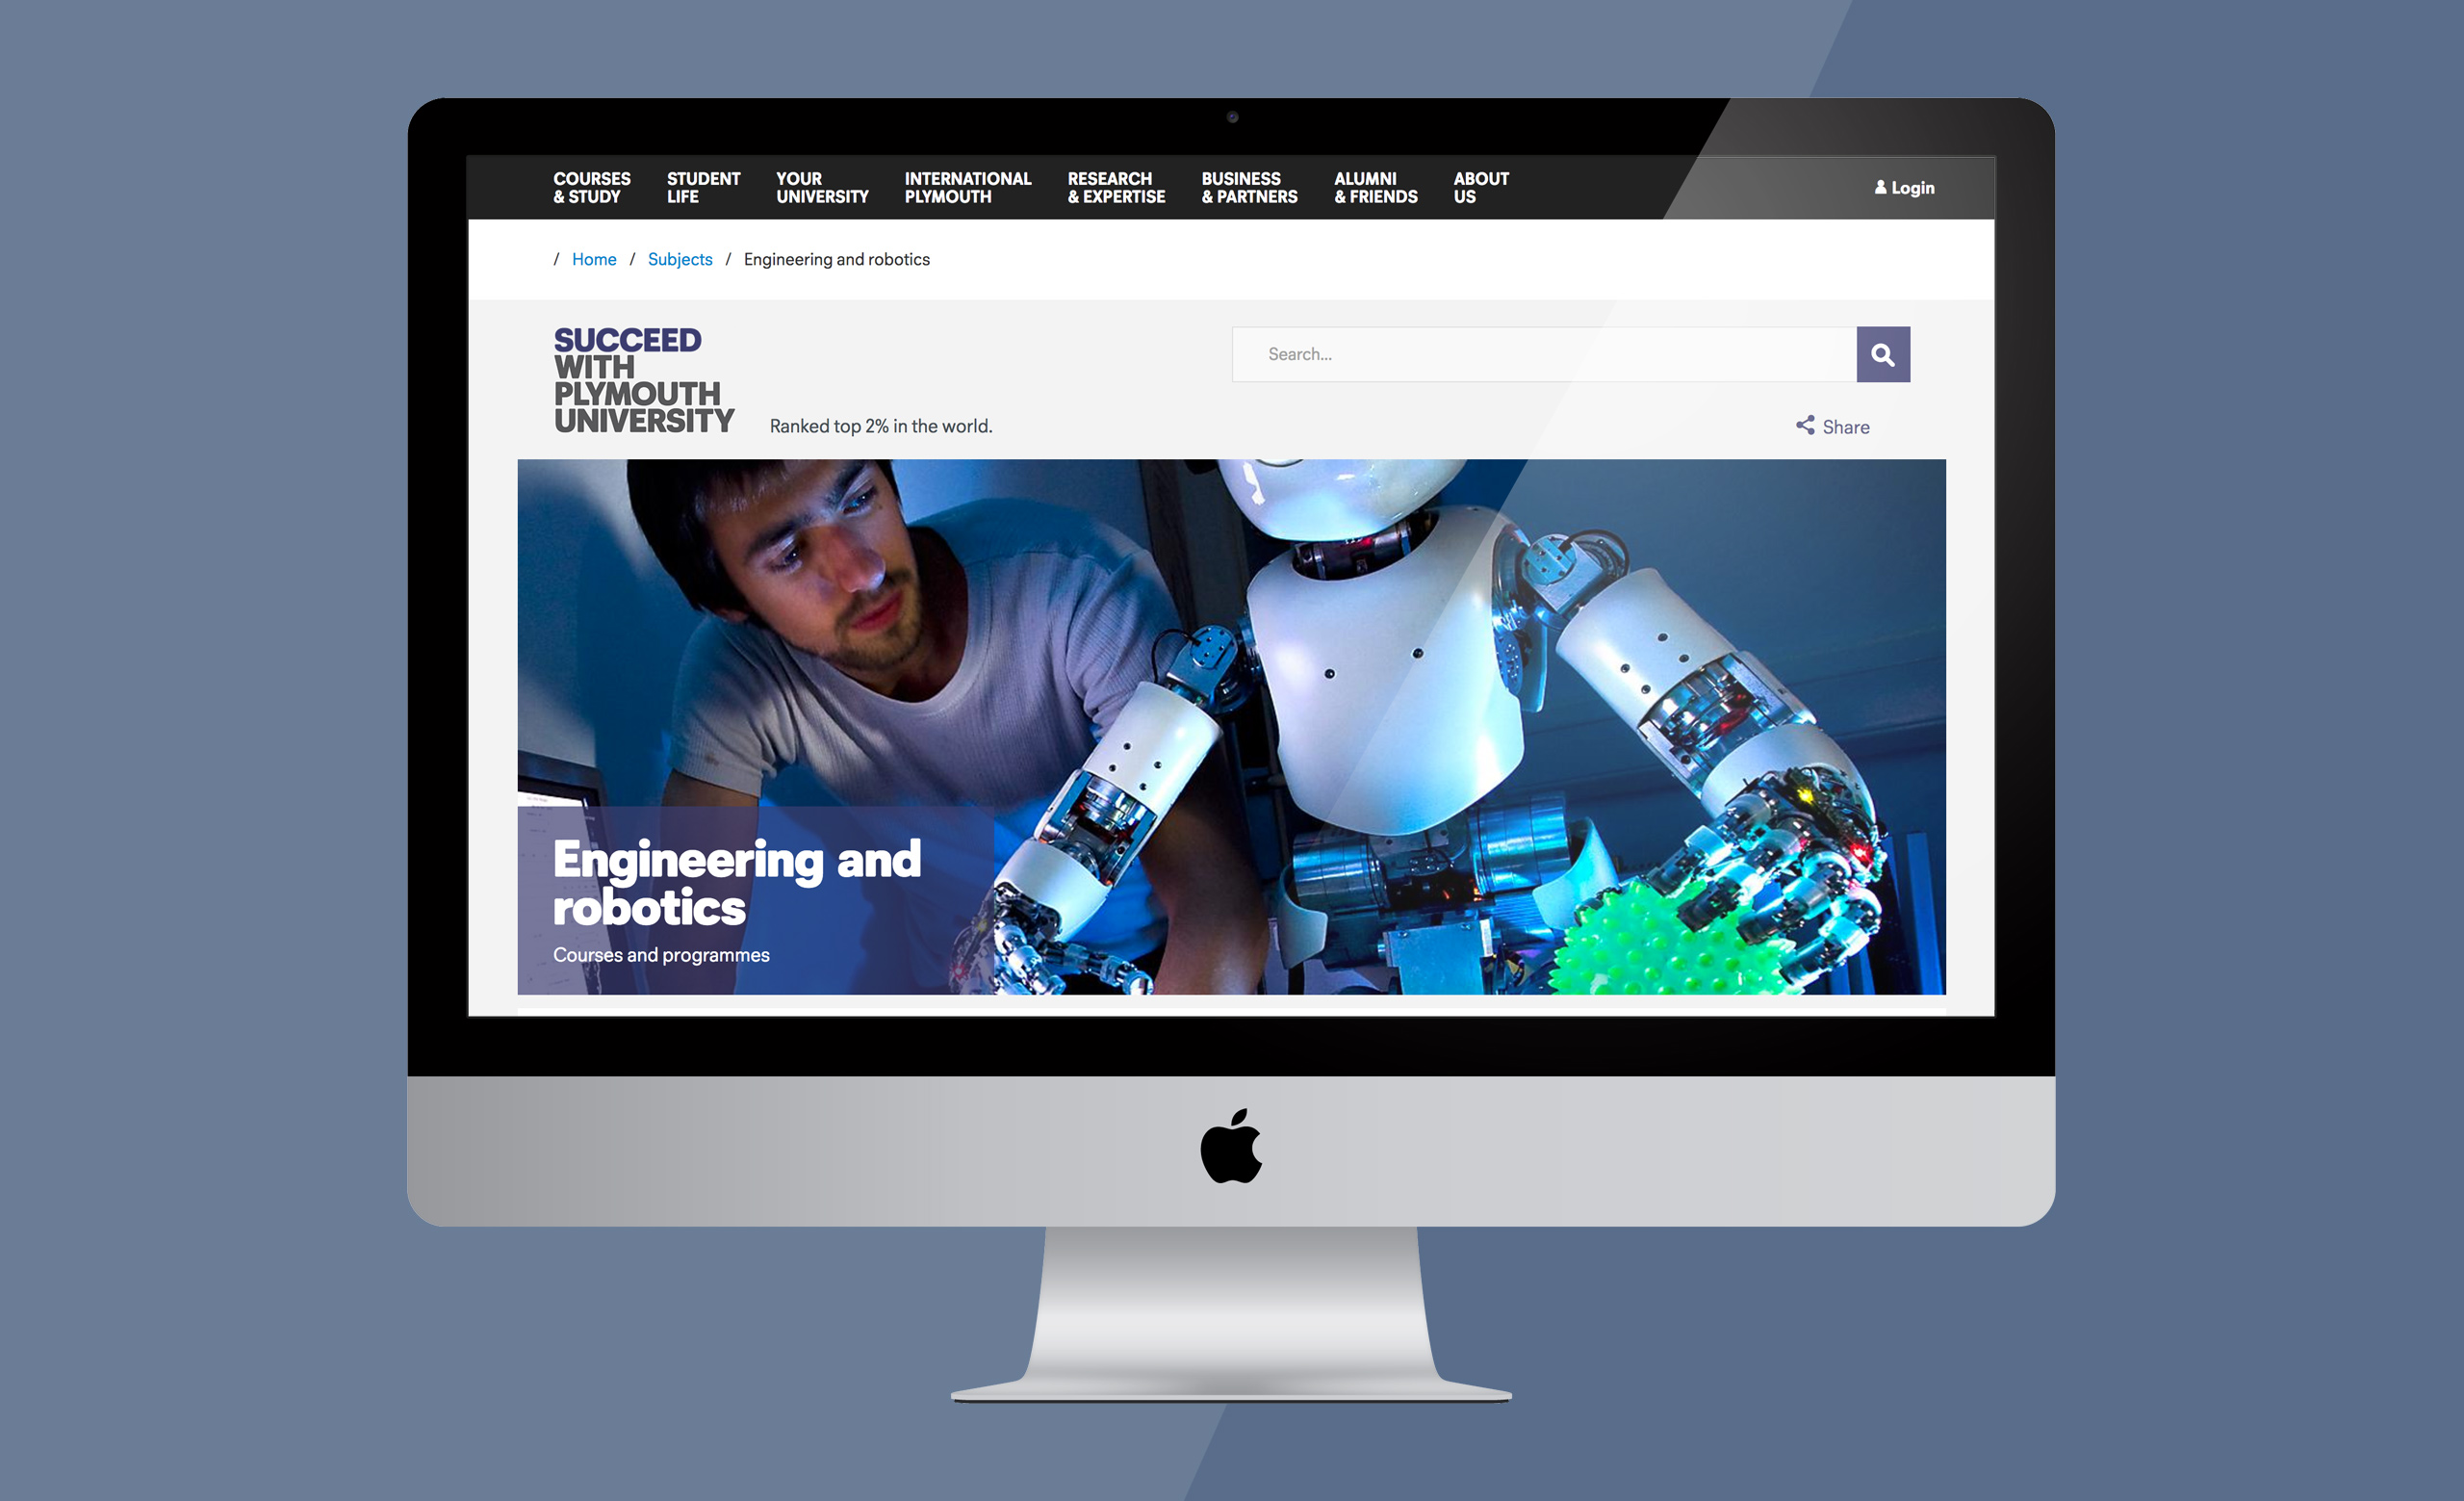 COURSES
& STUDY
STUDENT
LIFE
YOUR
UNIVERSITY
INTERNATIONAL
PLYMOUTH
RESEARCH
& EXPERTISE
BUSINESS
& PARTNERS
ALUMNI
& FRIENDS
ABOUT
US
Login
/ Home / Subjects / Engineering and robotics
SUCCEED
WITH
PLYMOUTH
UNIVERSITY
Ranked top 2% in the world.
Search...
Share
Engineering and
robotics
Courses and programmes